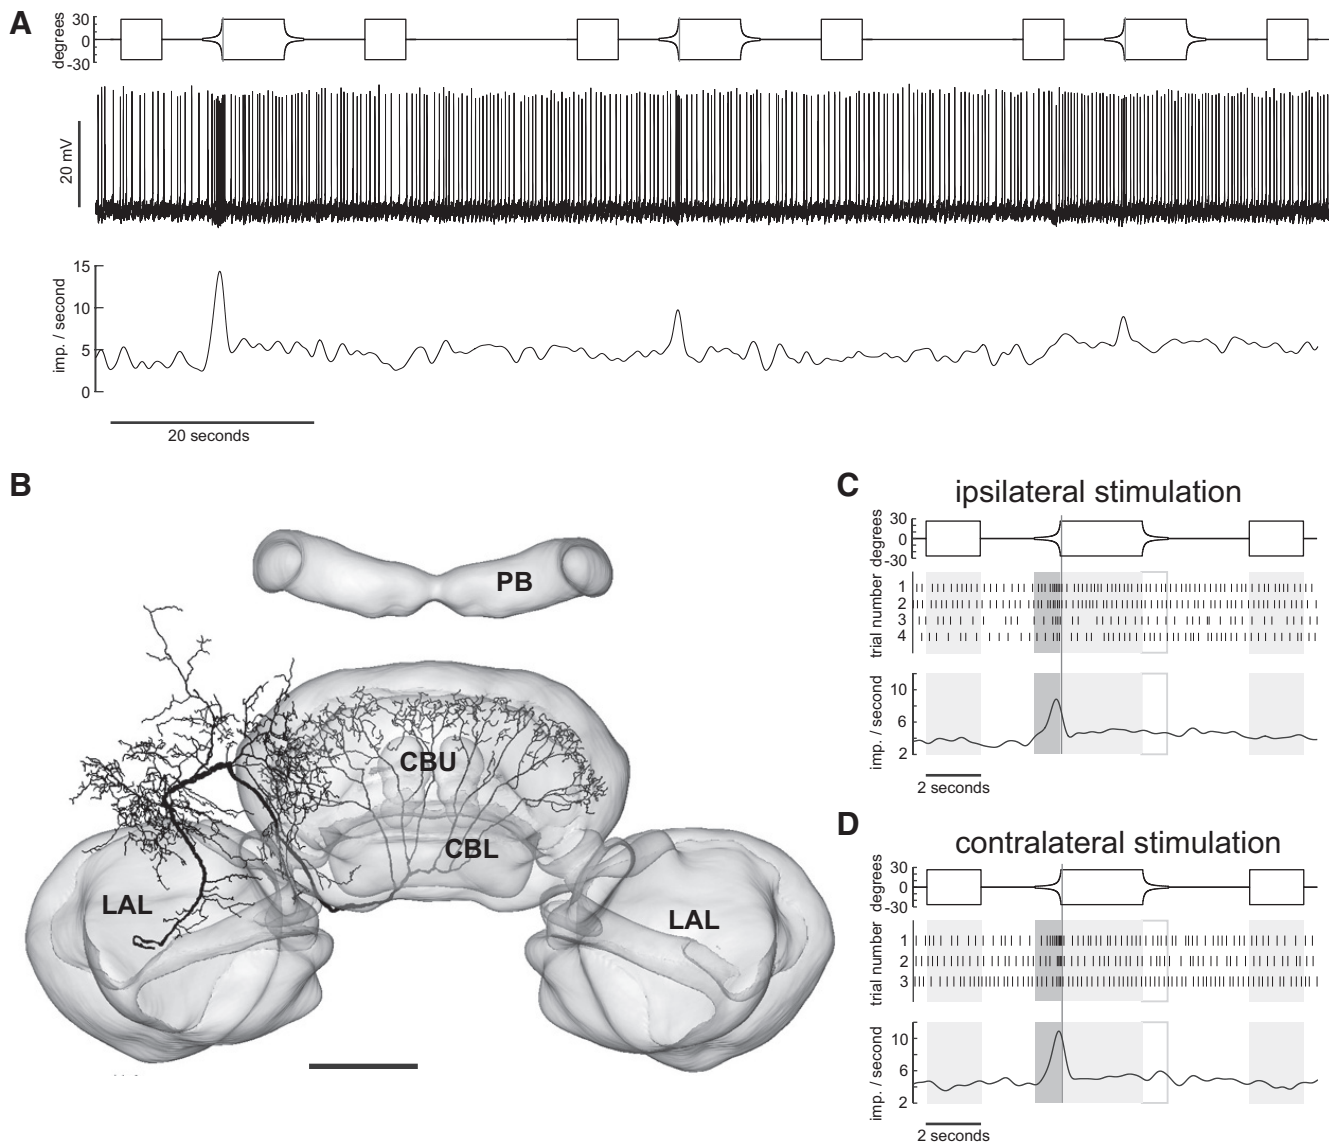 A
degrees
30
0
-30
20 mV
imp. / second
15
10
5
0
20 seconds
B
PB
CBU
CBL
LAL
LAL
C
ipsilateral stimulation
degrees
30
0
-30
trial number
1
2
3
4
imp. / second
10
6
2
2 seconds
D
contralateral stimulation
degrees
30
0
-30
trial number
1
2
3
imp. / second
10
6
2
2 seconds